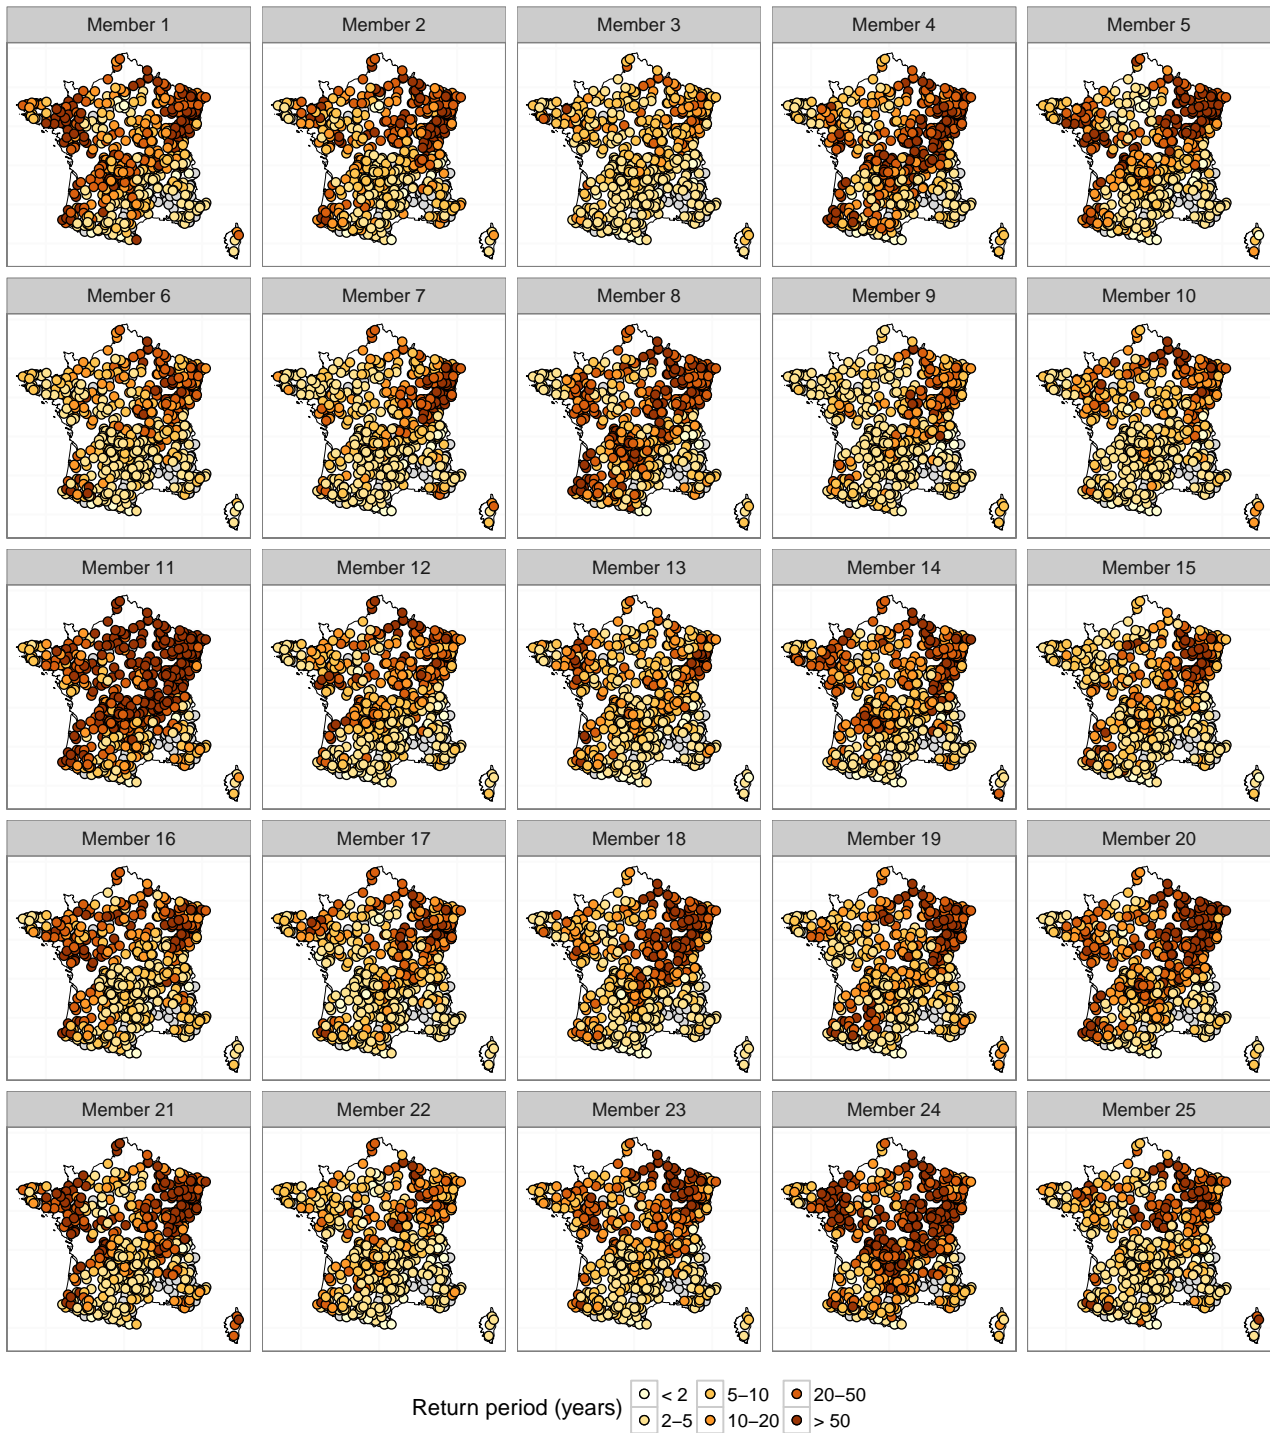 Member 1 Member 2 Member 3 Member 4 Member 5
Member 6 Member 7 Member 8 Member 9 Member 10
Member 11 Member 12 Member 13 Member 14 Member 15
Member 16 Member 17 Member 18 Member 19 Member 20
Member 21 Member 22 Member 23 Member 24 Member 25
Return period (years)
< 2 5–10 20–50
2–5 10–20 > 50